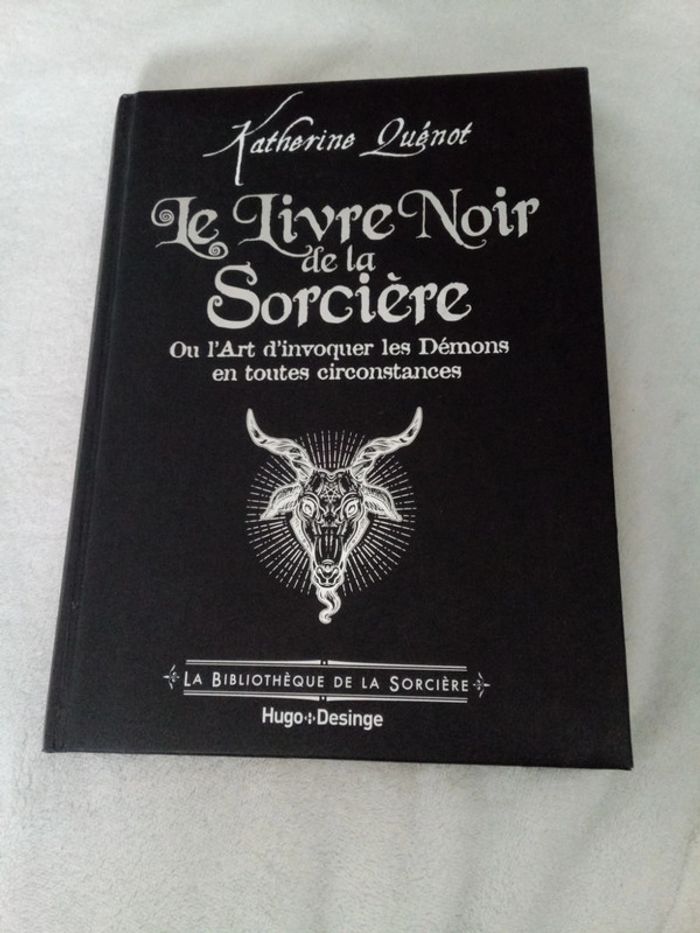 Katherine Quénot
Le Livre Noir
de la
Sorcière
Ou l'Art d'invoquer les Démons
en toutes circonstances
La Bibliothèque de la Sorcière
Hugo Desinge